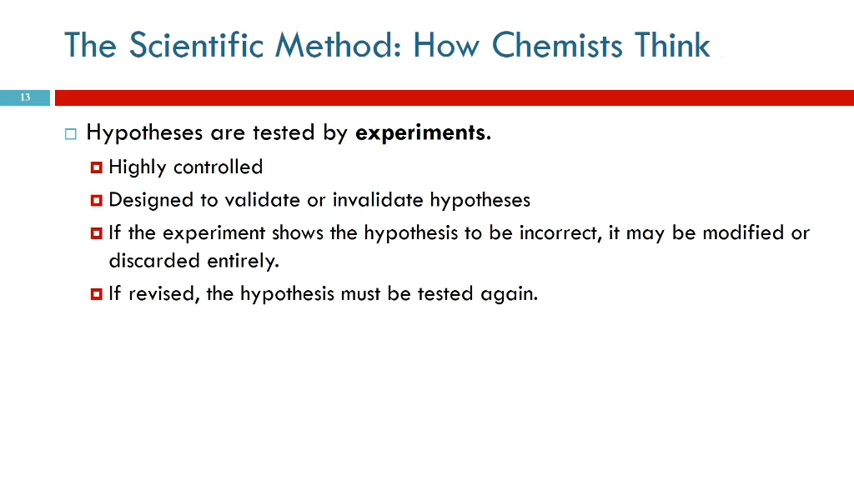 The Scientific Method: How Chemists Think
13
Hypotheses are tested by experiments.
Highly controlled
Designed to validate or invalidate hypotheses
If the experiment shows the hypothesis to be incorrect, it may be modified or
discarded entirely.
If revised, the hypothesis must be tested again.